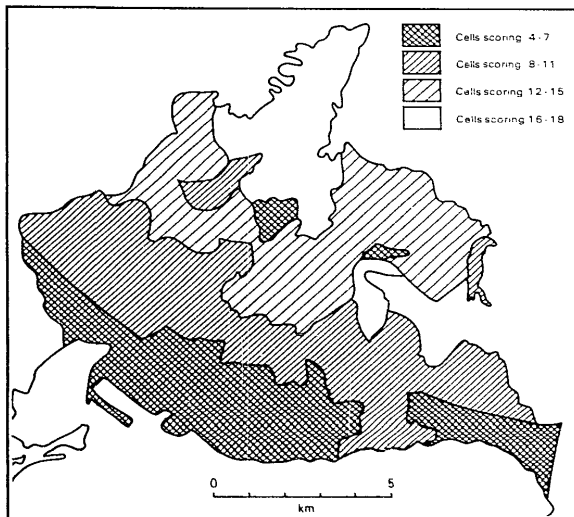 Cells scoring 4-7
Cells scoring 8-11
Cells scoring 12-15
Cells scoring 16-18
0 5
km